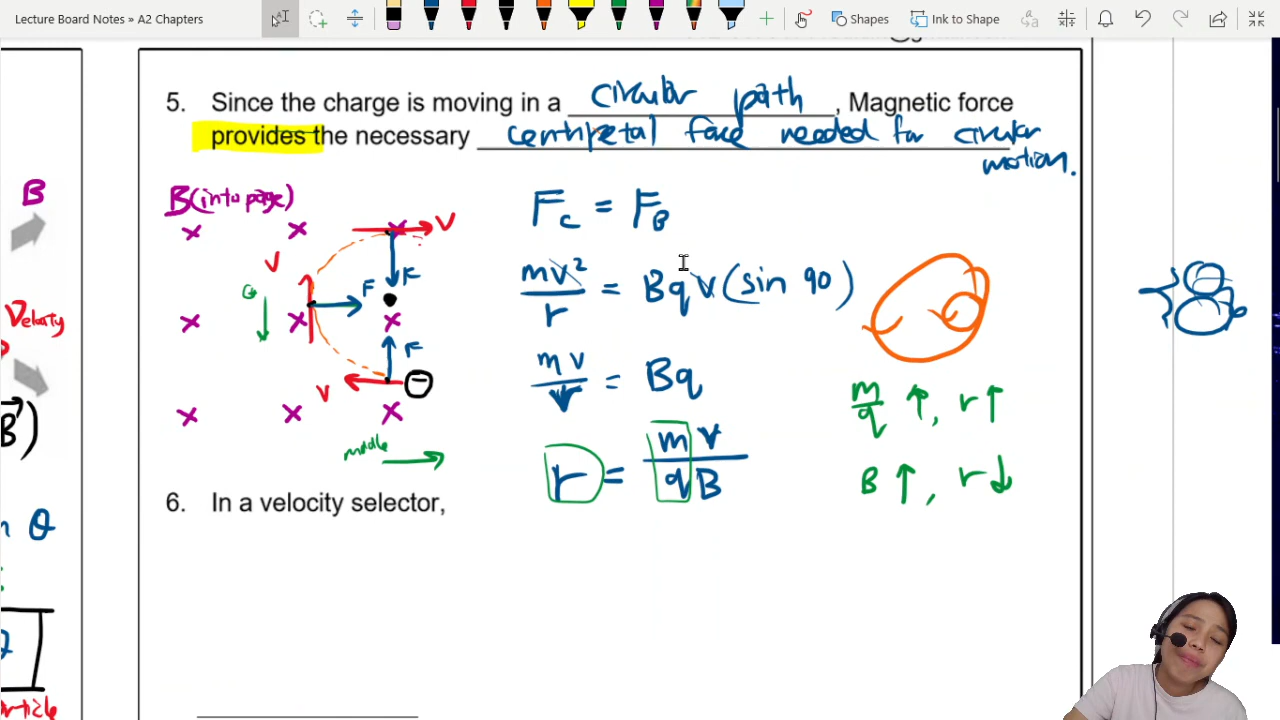 Lecture Board Notes » A2 Chapters
Shapes
Ink to Shape
5. Since the charge is moving in a circular path, Magnetic force
provides the necessary centripetal force needed for circular
motion.
B
B(into page)
V
V
F
F
Velocity
V
F
middle
B)
F_C = F_B
mv²/r = Bqv(sin 90)
mv/r = Bq
r = mv/qB
m/q ↑, r↑
B ↑, r↓
6. In a velocity selector,
θ